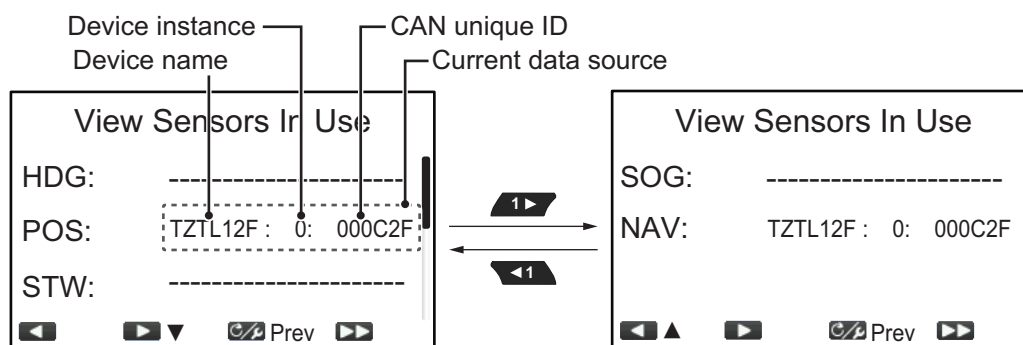 Device instance
CAN unique ID
Device name
Current data source
View Sensors In Use
HDG: -----------------------
POS: TZTL12F : 0: 000C2F
STW: -----------------------
Prev
1
1
View Sensors In Use
SOG: -----------------------
NAV: TZTL12F : 0: 000C2F
Prev